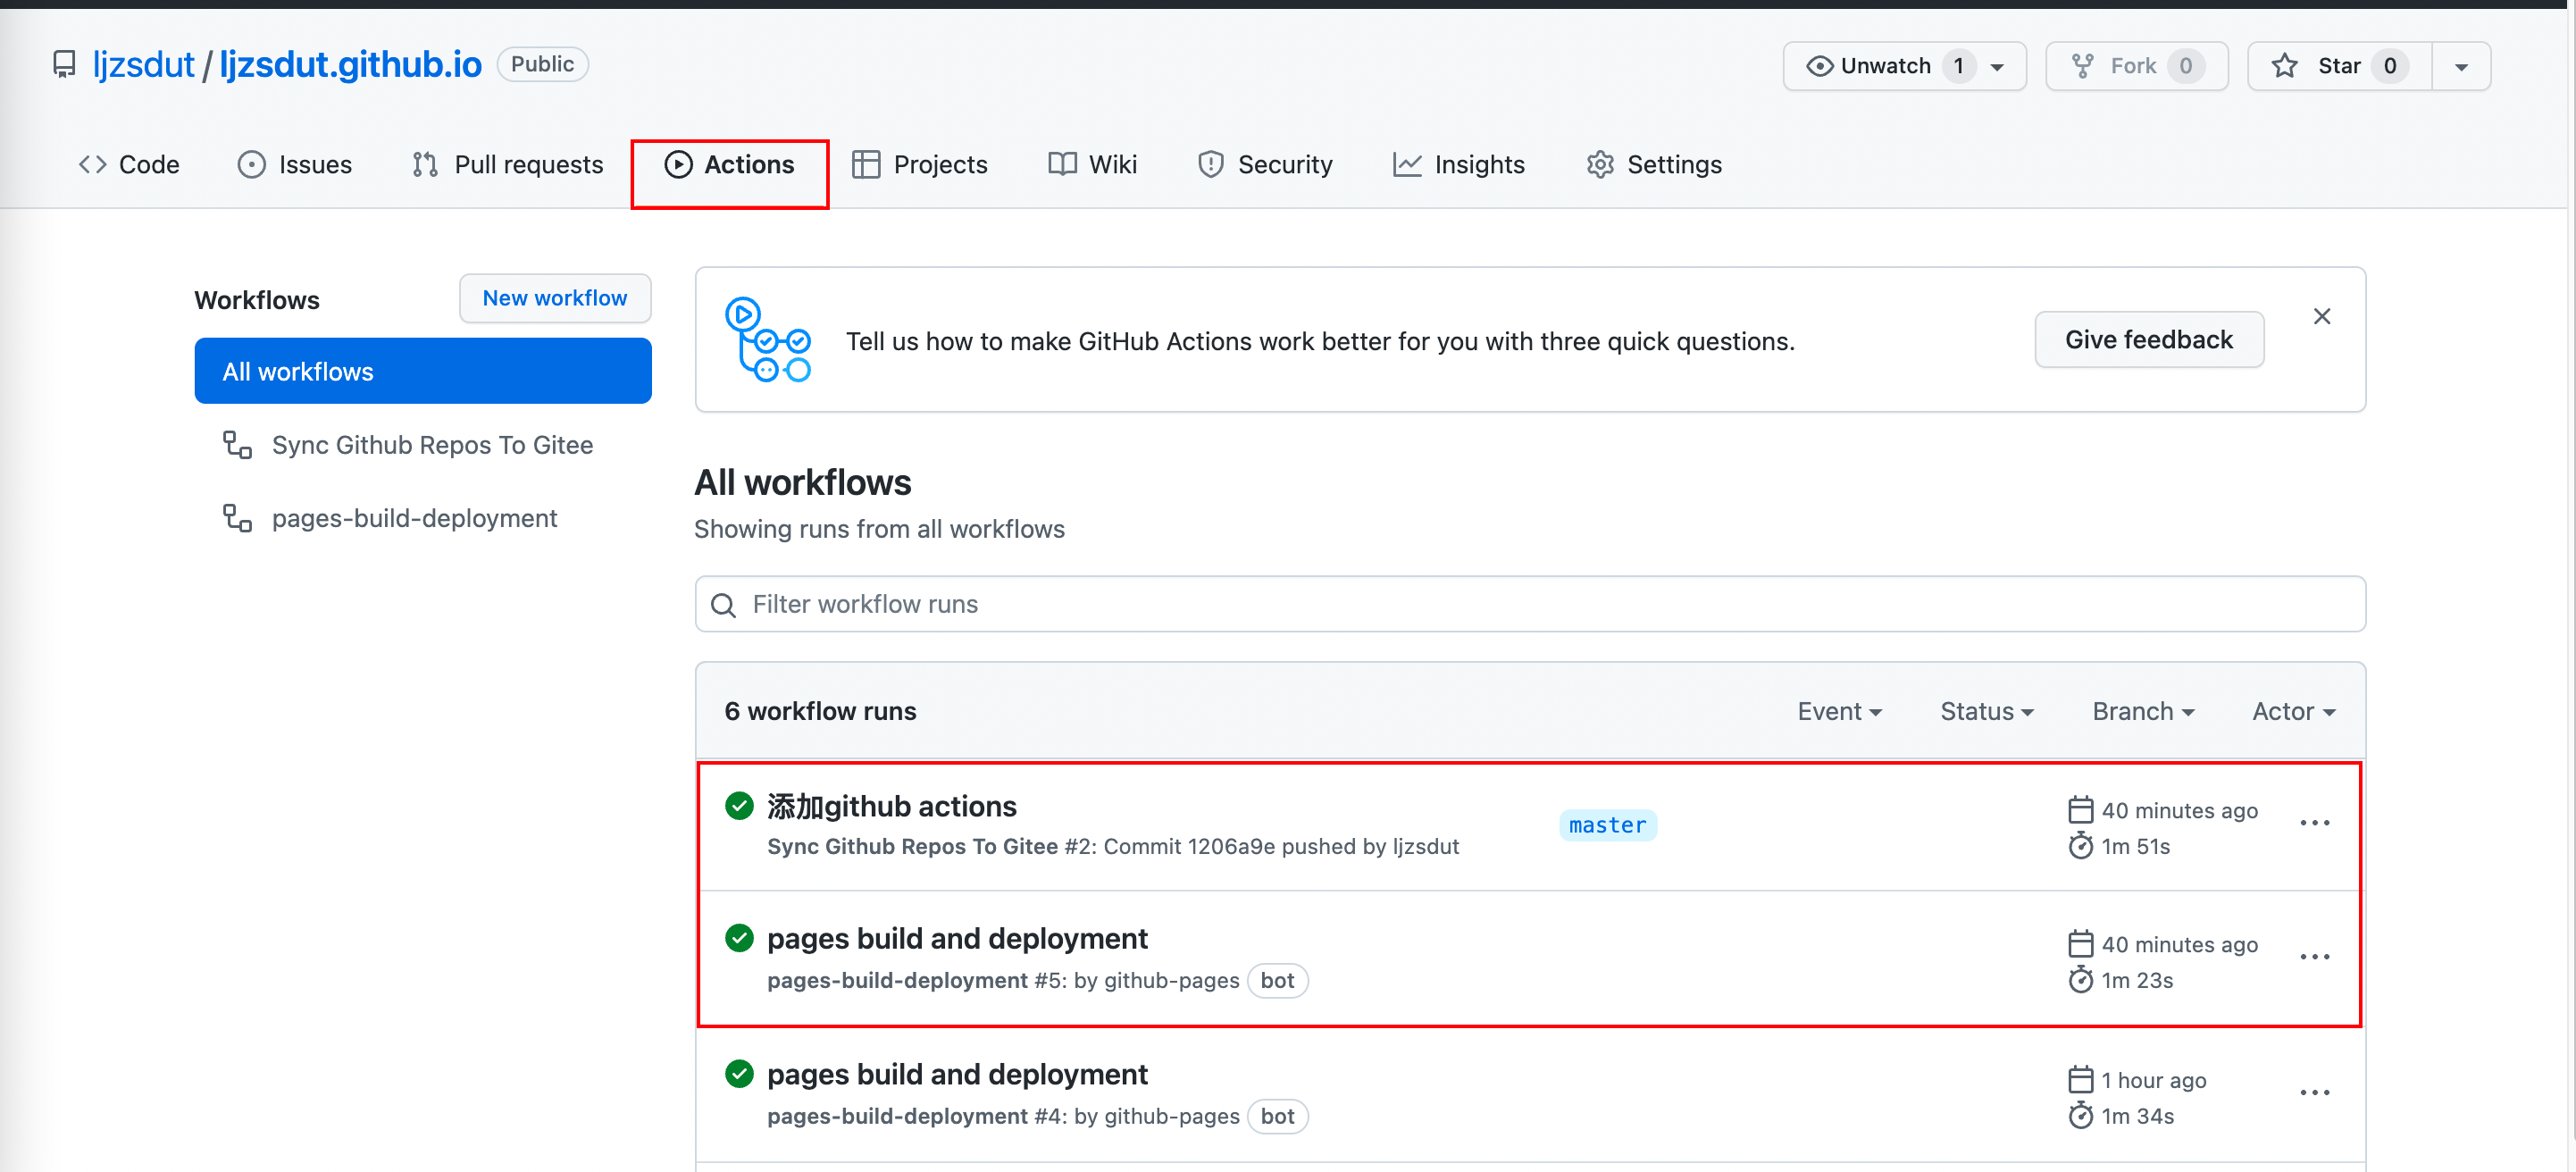 ljzsdut / ljzsdut.github.io Public
Unwatch 1 Fork 0 Star 0
Code Issues Pull requests Actions Projects Wiki Security Insights Settings
Workflows New workflow
All workflows
Sync Github Repos To Gitee
pages-build-deployment
Tell us how to make GitHub Actions work better for you with three quick questions. Give feedback
All workflows
Showing runs from all workflows
Filter workflow runs
6 workflow runs Event Status Branch Actor
添加github actions
Sync Github Repos To Gitee #2: Commit 1206a9e pushed by ljzsdut
master
40 minutes ago
1m 51s
pages build and deployment
pages-build-deployment #5: by github-pages bot
40 minutes ago
1m 23s
pages build and deployment
pages-build-deployment #4: by github-pages bot
1 hour ago
1m 34s